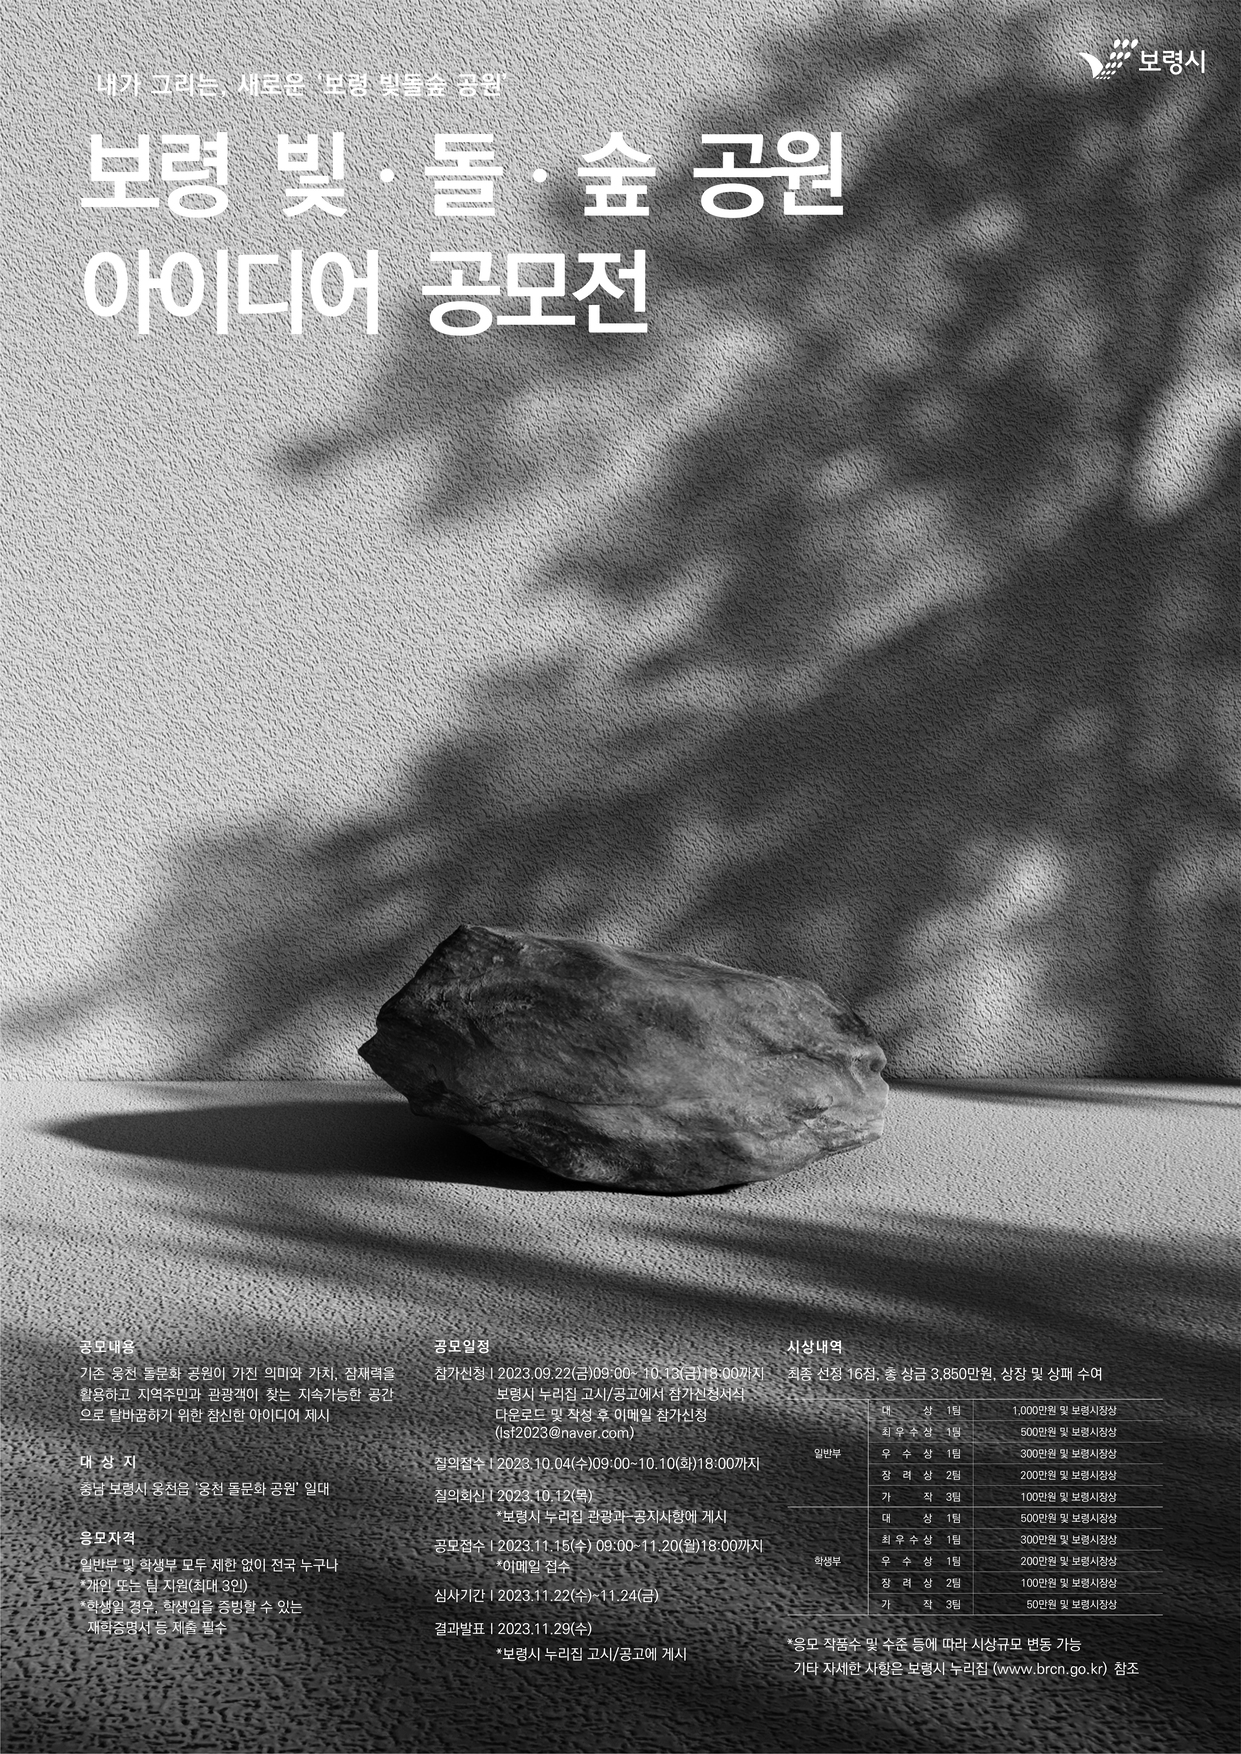 보령시
내가 그리는, 새로운 '보령 빛돌숲 공원'
보령 빛·돌·숲 공원
아이디어 공모전
공모내용
기존 웅천 돌문화 공원이 가진 의미와 가치, 잠재력을
활용하고 지역주민과 관광객이 찾는 지속가능한 공간
으로 탈바꿈하기 위한 참신한 아이디어 제시
대 상 지
충남 보령시 웅천읍 '웅천 돌문화 공원' 일대
응모자격
일반부 및 학생부 모두 제한 없이 전국 누구나
*개인 또는 팀 지원(최대 3인)
*학생일 경우, 학생임을 증빙할 수 있는
재학증명서 등 제출 필수
공모일정
참가신청 I 2023.09.22(금)09:00~ 10.13(금)18:00까지
보령시 누리집 고시/공고에서 참가신청서식
다운로드 및 작성 후 이메일 참가신청
(lsf2023@naver.com)
질의접수 I 2023.10.04(수)09:00~10.10(화)18:00까지
질의회신 I 2023.10.12(목)
*보령시 누리집 관광과-공지사항에 게시
공모접수 I 2023.11.15(수) 09:00~11.20(월)18:00까지
*이메일 접수
심사기간 I 2023.11.22(수)~11.24(금)
결과발표 I 2023.11.29(수)
*보령시 누리집 고시/공고에 게시
시상내역
최종 선정 16점, 총 상금 3,850만원, 상장 및 상패 수여
일반부
대 상 1팀 1,000만원 및 보령시장상
최우수상 1팀 500만원 및 보령시장상
우 수 상 1팀 300만원 및 보령시장상
장 려 상 2팀 200만원 및 보령시장상
가 작 3팀 100만원 및 보령시장상
학생부
대 상 1팀 500만원 및 보령시장상
최우수상 1팀 300만원 및 보령시장상
우 수 상 1팀 200만원 및 보령시장상
장 려 상 2팀 100만원 및 보령시장상
가 작 3팀 50만원 및 보령시장상
*응모 작품수 및 수준 등에 따라 시상규모 변동 가능
기타 자세한 사항은 보령시 누리집 (www.brcn.go.kr) 참조